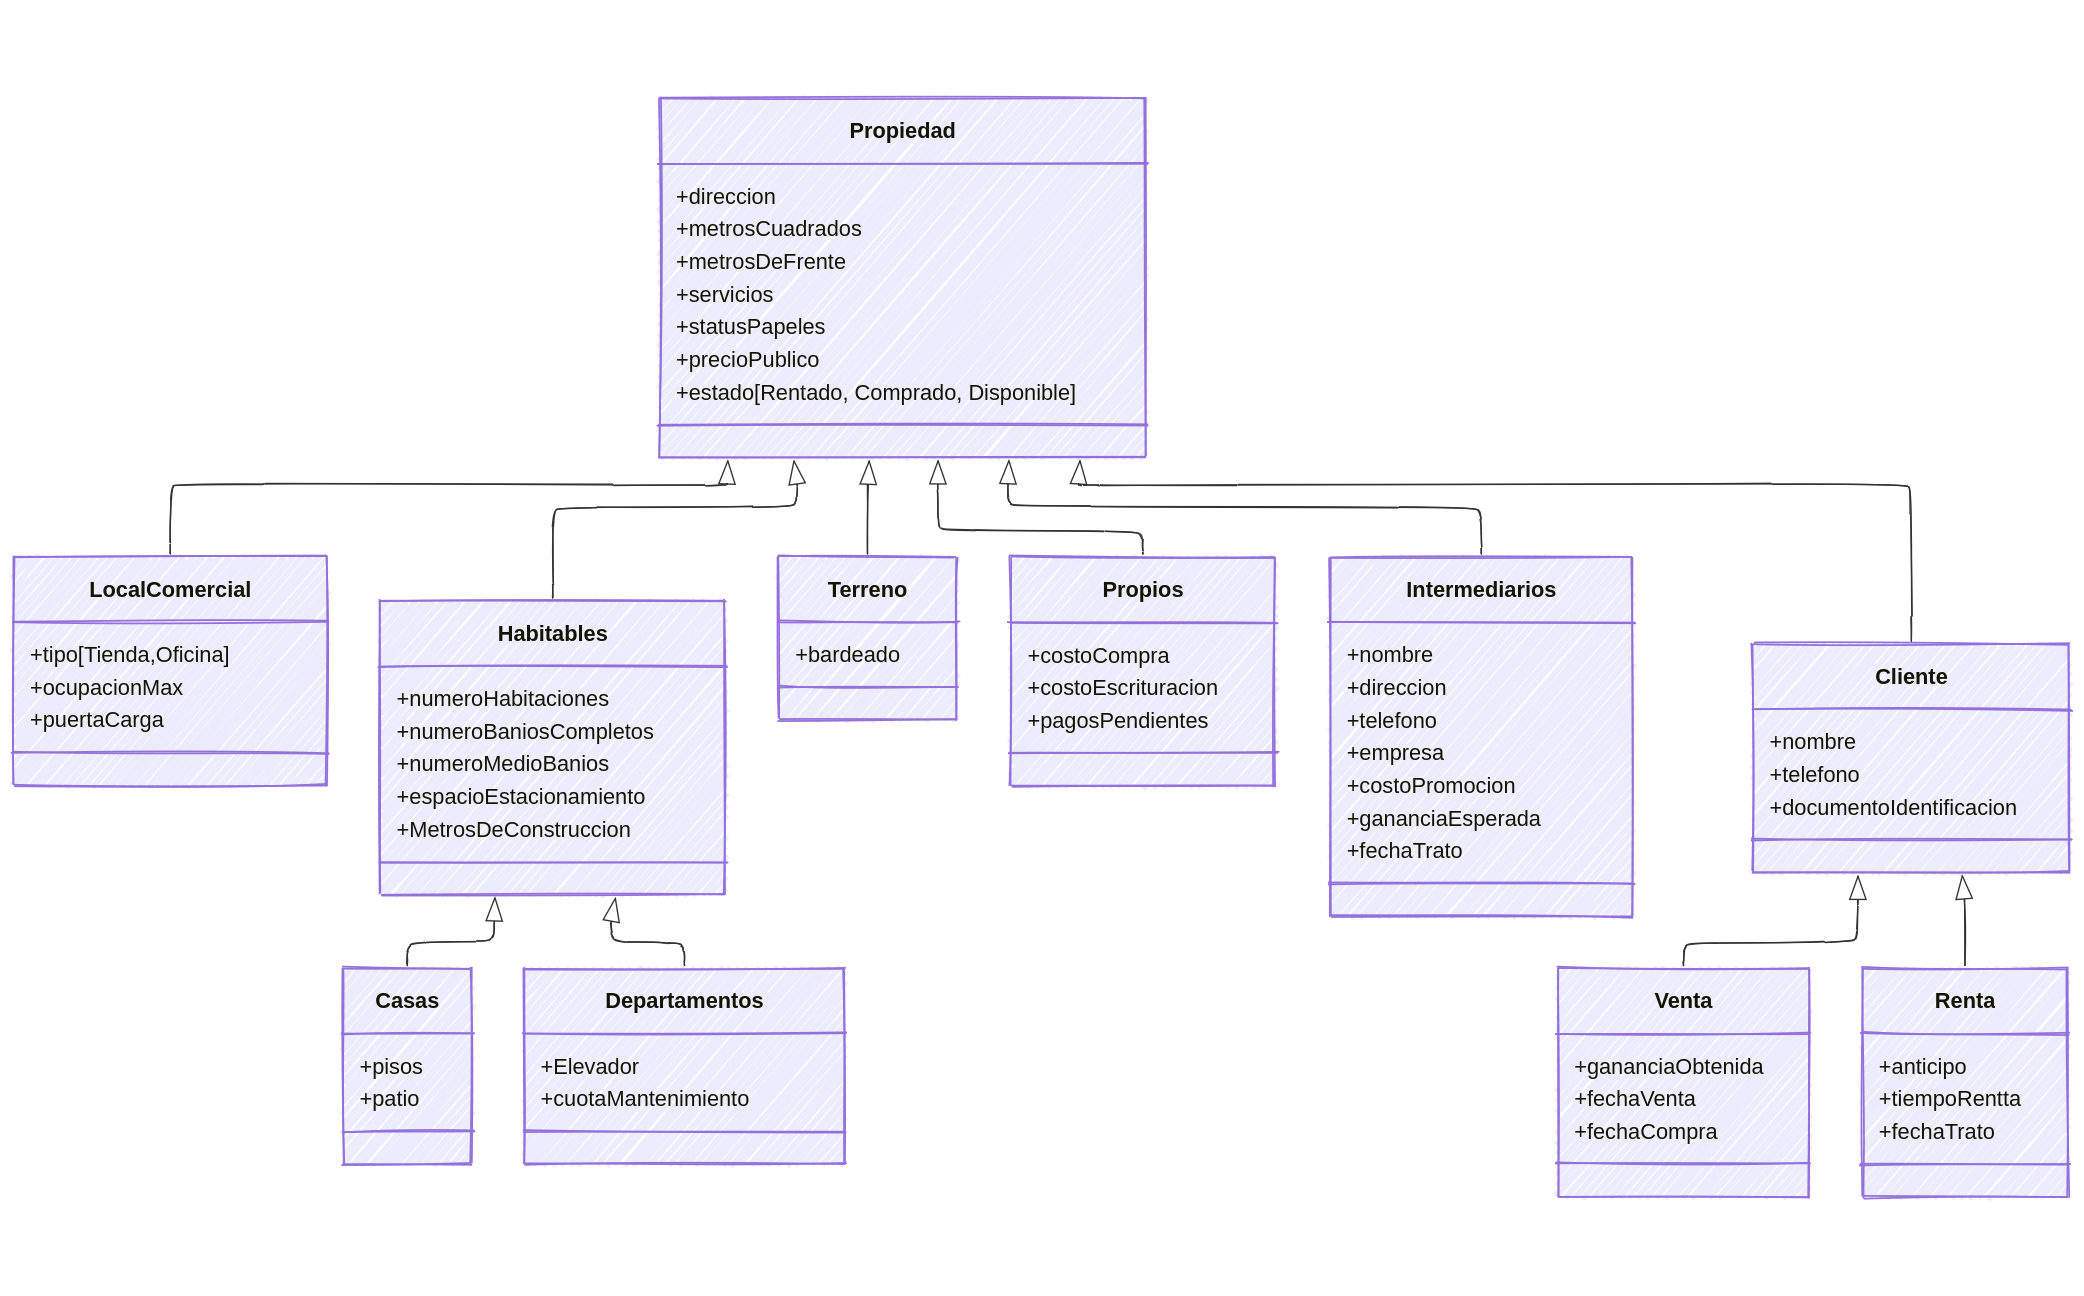 Propiedad
+direccion
+metrosCuadrados
+metrosDeFrente
+servicios
+statusPapeles
+precioPublico
+estado[Rentado, Comprado, Disponible]
LocalComercial
+tipo[Tienda,Oficina]
+ocupacionMax
+puertaCarga
Habitables
+numeroHabitaciones
+numeroBaniosCompletos
+numeroMedioBanios
+espacioEstacionamiento
+MetrosDeConstruccion
Terreno
+bardeado
Propios
+costoCompra
+costoEscrituracion
+pagosPendientes
Intermediarios
+nombre
+direccion
+telefono
+empresa
+costoPromocion
+gananciaEsperada
+fechaTrato
Cliente
+nombre
+telefono
+documentoIdentificacion
Casas
+pisos
+patio
Departamentos
+Elevador
+cuotaMantenimiento
Venta
+gananciaObtenida
+fechaVenta
+fechaCompra
Renta
+anticipo
+tiempoRentta
+fechaTrato